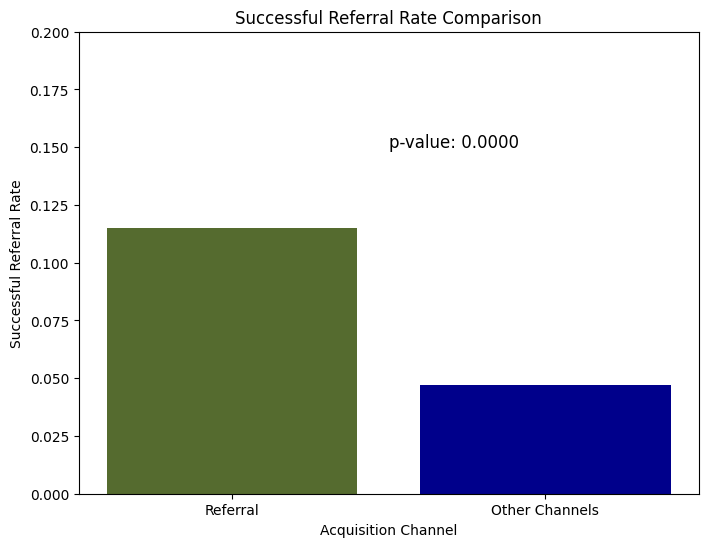 Successful Referral Rate Comparison
0.200
0.175
0.150
0.125
0.100
0.075
0.050
0.025
0.000
Successful Referral Rate
p-value: 0.0000
Referral
Other Channels
Acquisition Channel